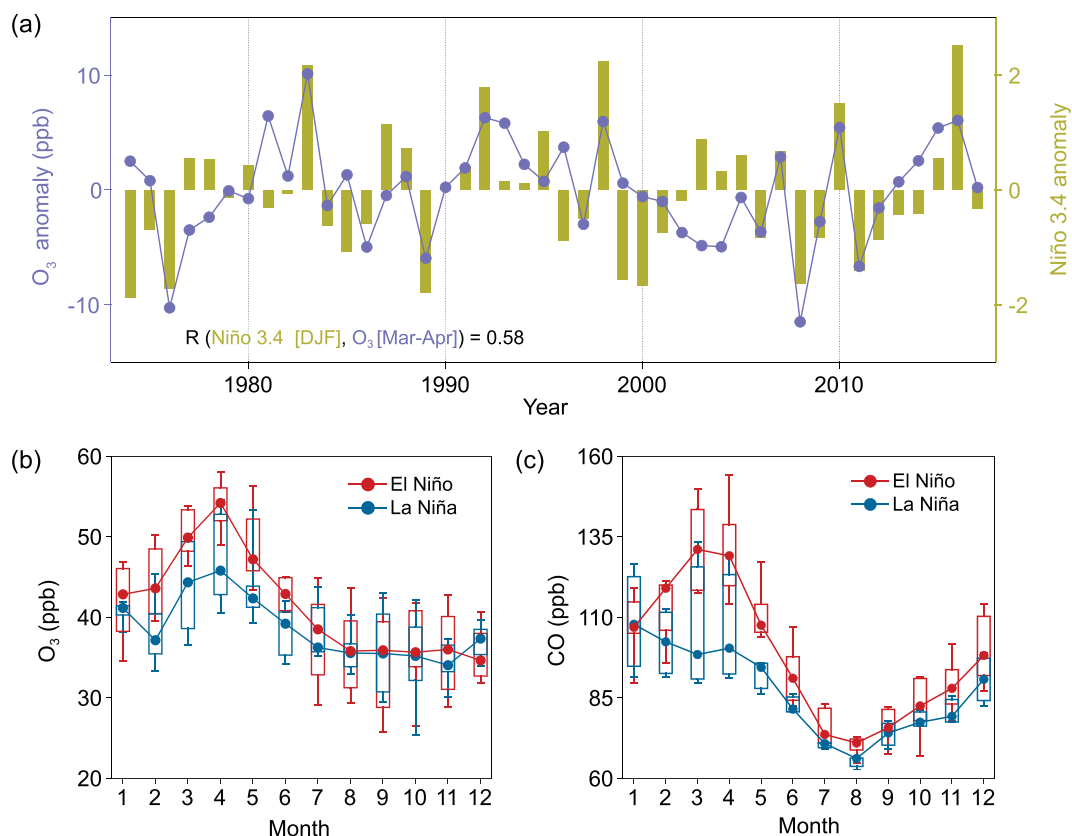 (a)
O₃ anomaly (ppb)
10
0
-10
R (Niño 3.4 [DJF], O₃[Mar-Apr]) = 0.58
2
0
-2
Niño 3.4 anomaly
1980
1990
2000
2010
Year
(b)
O₃ (ppb)
60
50
40
30
20
El Niño
La Niña
1 2 3 4 5 6 7 8 9 10 11 12
Month
(c)
CO (ppb)
160
135
110
85
60
El Niño
La Niña
1 2 3 4 5 6 7 8 9 10 11 12
Month